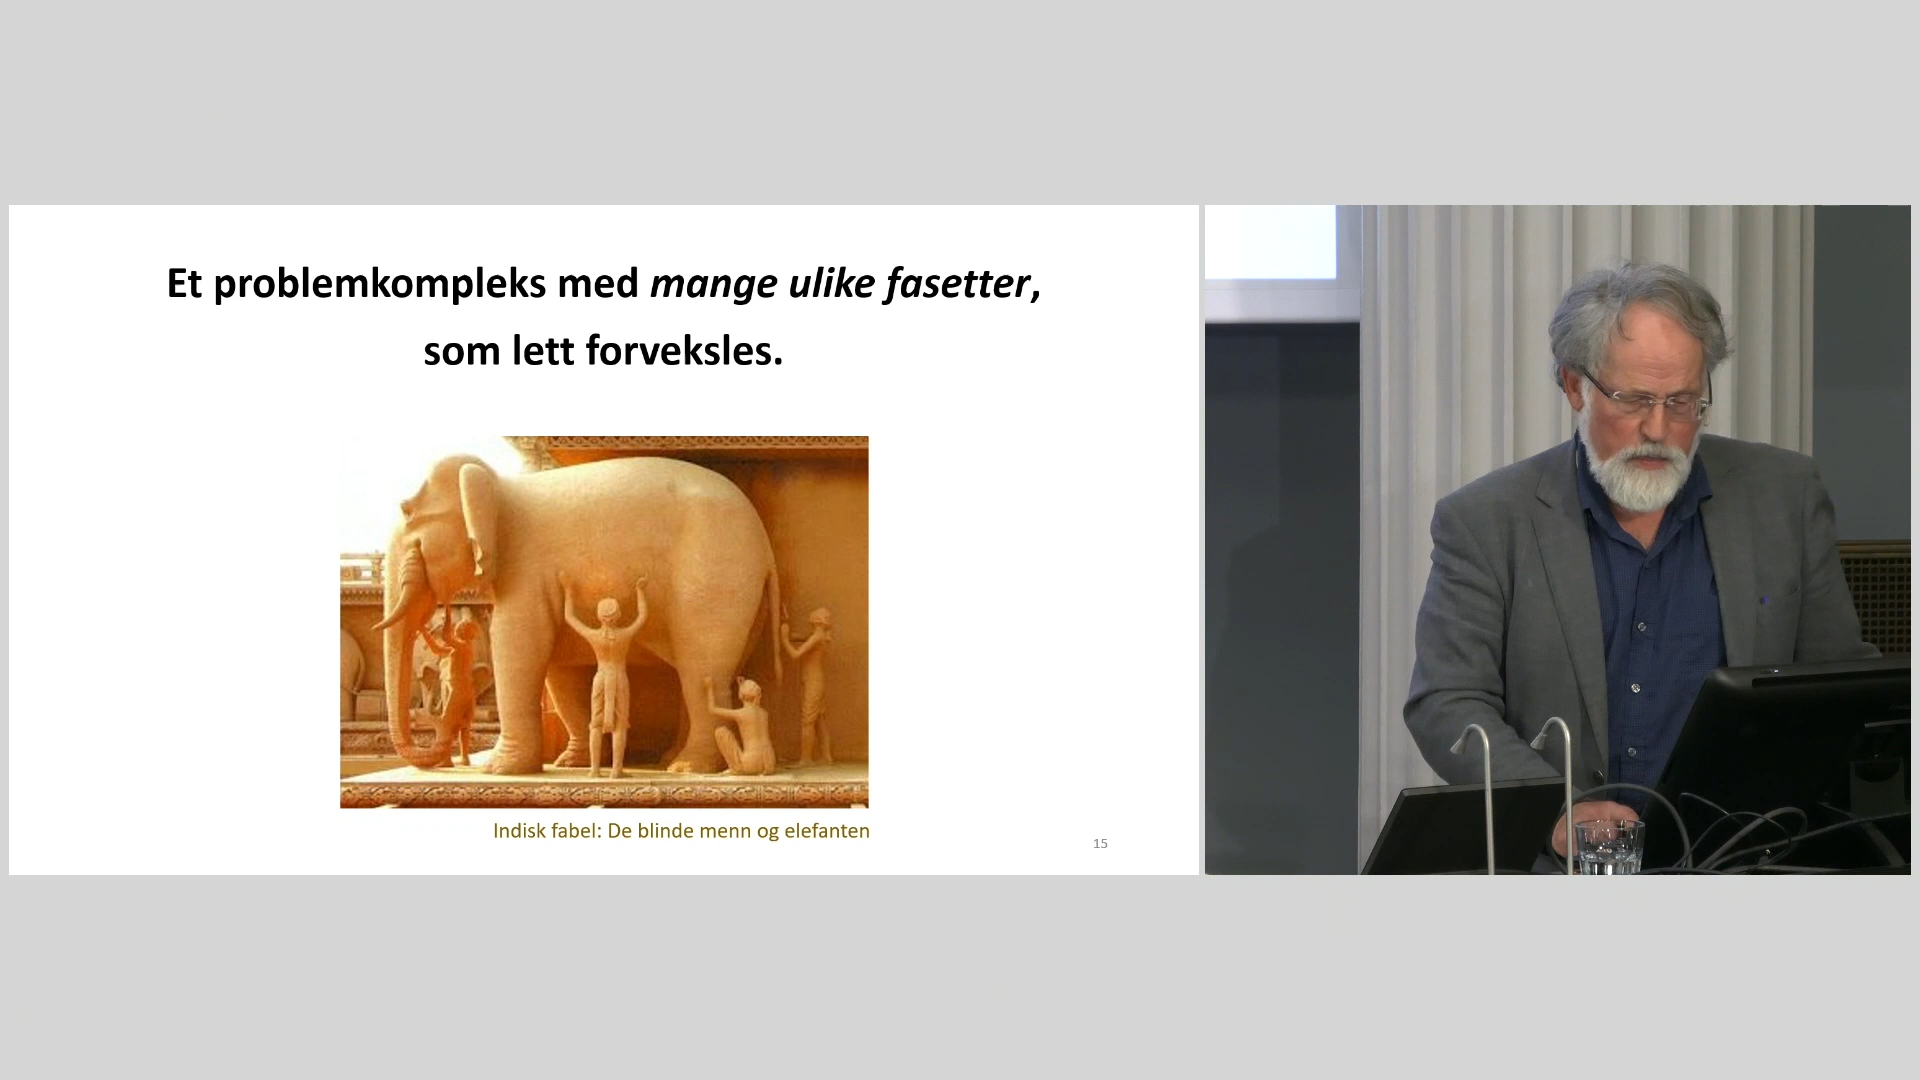 Et problemkompleks med mange ulike fasetter,
som lett forveksles.
Indisk fabel: De blinde menn og elefanten
15